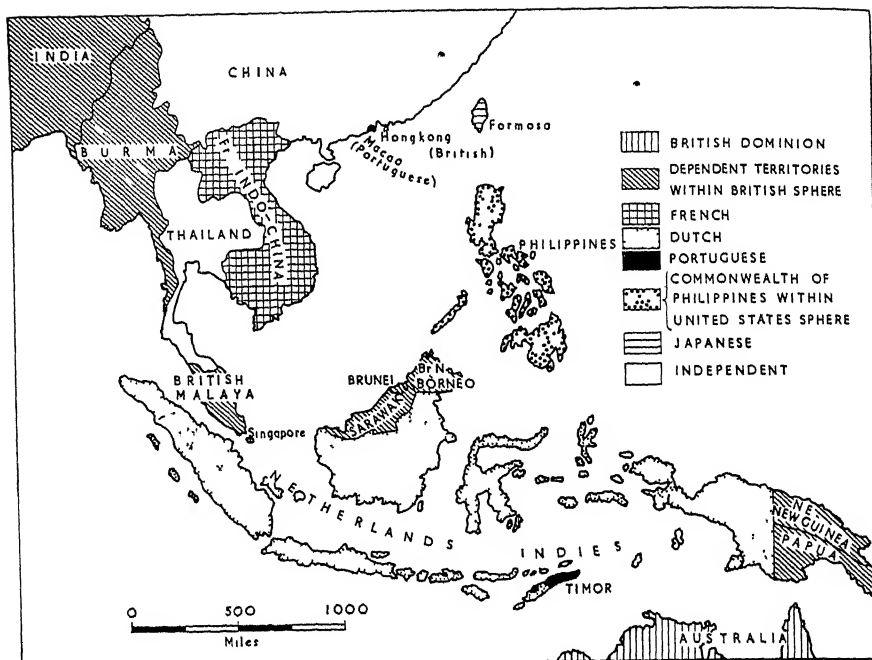 INDIA
CHINA
BURMA
Formosa
Hongkong
(British)
Macao
(Portuguese)
FR. INDO-CHINA
THAILAND
PHILIPPINES
BRITISH
MALAYA
BRUNEI
Br N.
BORNEO
SARAWAK
Singapore
NETHERLANDS
INDIES
N.E.
NEW GUINEA
PAPUA
TIMOR
AUSTRALIA
BRITISH DOMINION
DEPENDENT TERRITORIES
WITHIN BRITISH SPHERE
FRENCH
DUTCH
PORTUGUESE
COMMONWEALTH OF
PHILIPPINES WITHIN
UNITED STATES SPHERE
JAPANESE
INDEPENDENT
0 500 1000
Miles